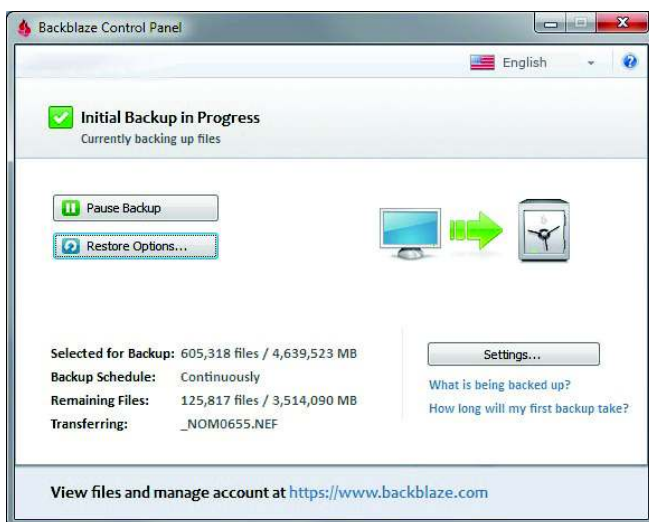 Backblaze Control Panel
English
Initial Backup in Progress
Currently backing up files
Pause Backup
Restore Options...
Selected for Backup: 605,318 files / 4,639,523 MB
Backup Schedule: Continuously
Remaining Files: 125,817 files / 3,514,090 MB
Transferring: _NOM0655.NEF
Settings...
What is being backed up?
How long will my first backup take?
View files and manage account at https://www.backblaze.com